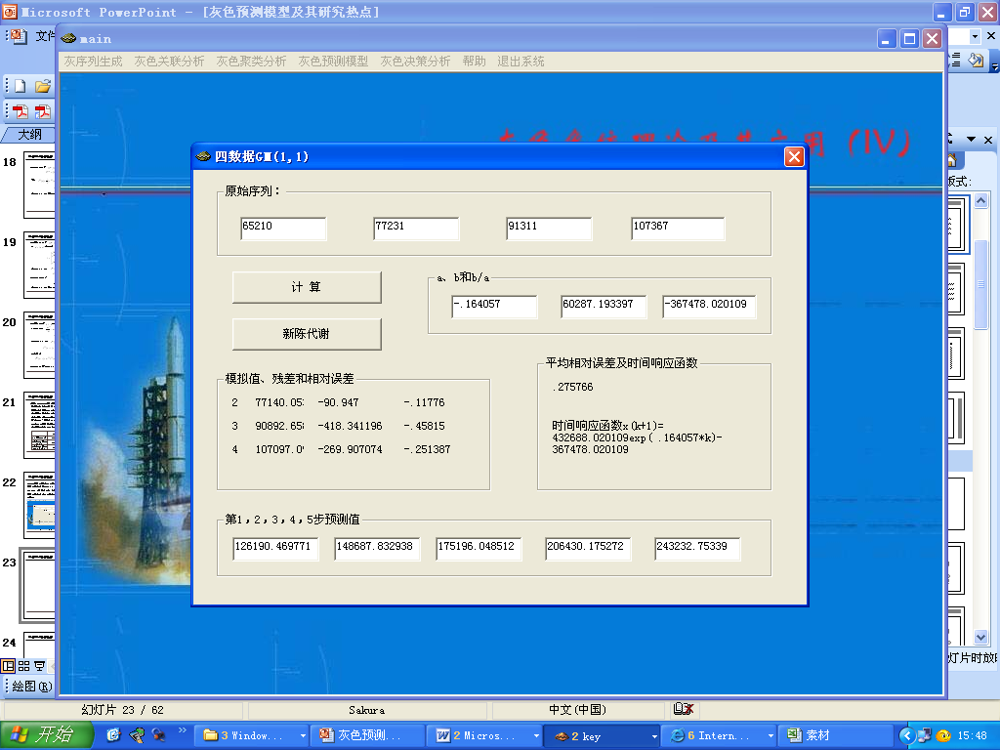 Microsoft PowerPoint - [灰色预测模型及其研究热点]
文件
main
灰序列生成 灰色关联分析 灰色聚类分析 灰色预测模型 灰色决策分析 帮助 退出系统
大纲
(IV)
四数据GM(1,1)
原始序列：
65210 77231 91311 107367
计 算
a、b和b/a
-.164057 60287.193397 -367478.020109
新陈代谢
模拟值、残差和相对误差
2 77140.05 -90.947 -.11776
3 90892.65 -418.341196 -.45815
4 107097.0 -269.907074 -.251387
平均相对误差及时间响应函数
.275766
时间响应函数x(k+1)=
432688.020109exp( .164057*k)-
367478.020109
第1,2,3,4,5步预测值
126190.469771 148687.832938 175196.048512 206430.175272 243232.75339
18
19
20
21
22
23
24
版式:
灯片时放
绘图(R)
幻灯片 23 / 62 Sakura 中文(中国)
开始 3 Window... 灰色预测... 2 Micros... 2 key 6 Intern... 素材 15:48